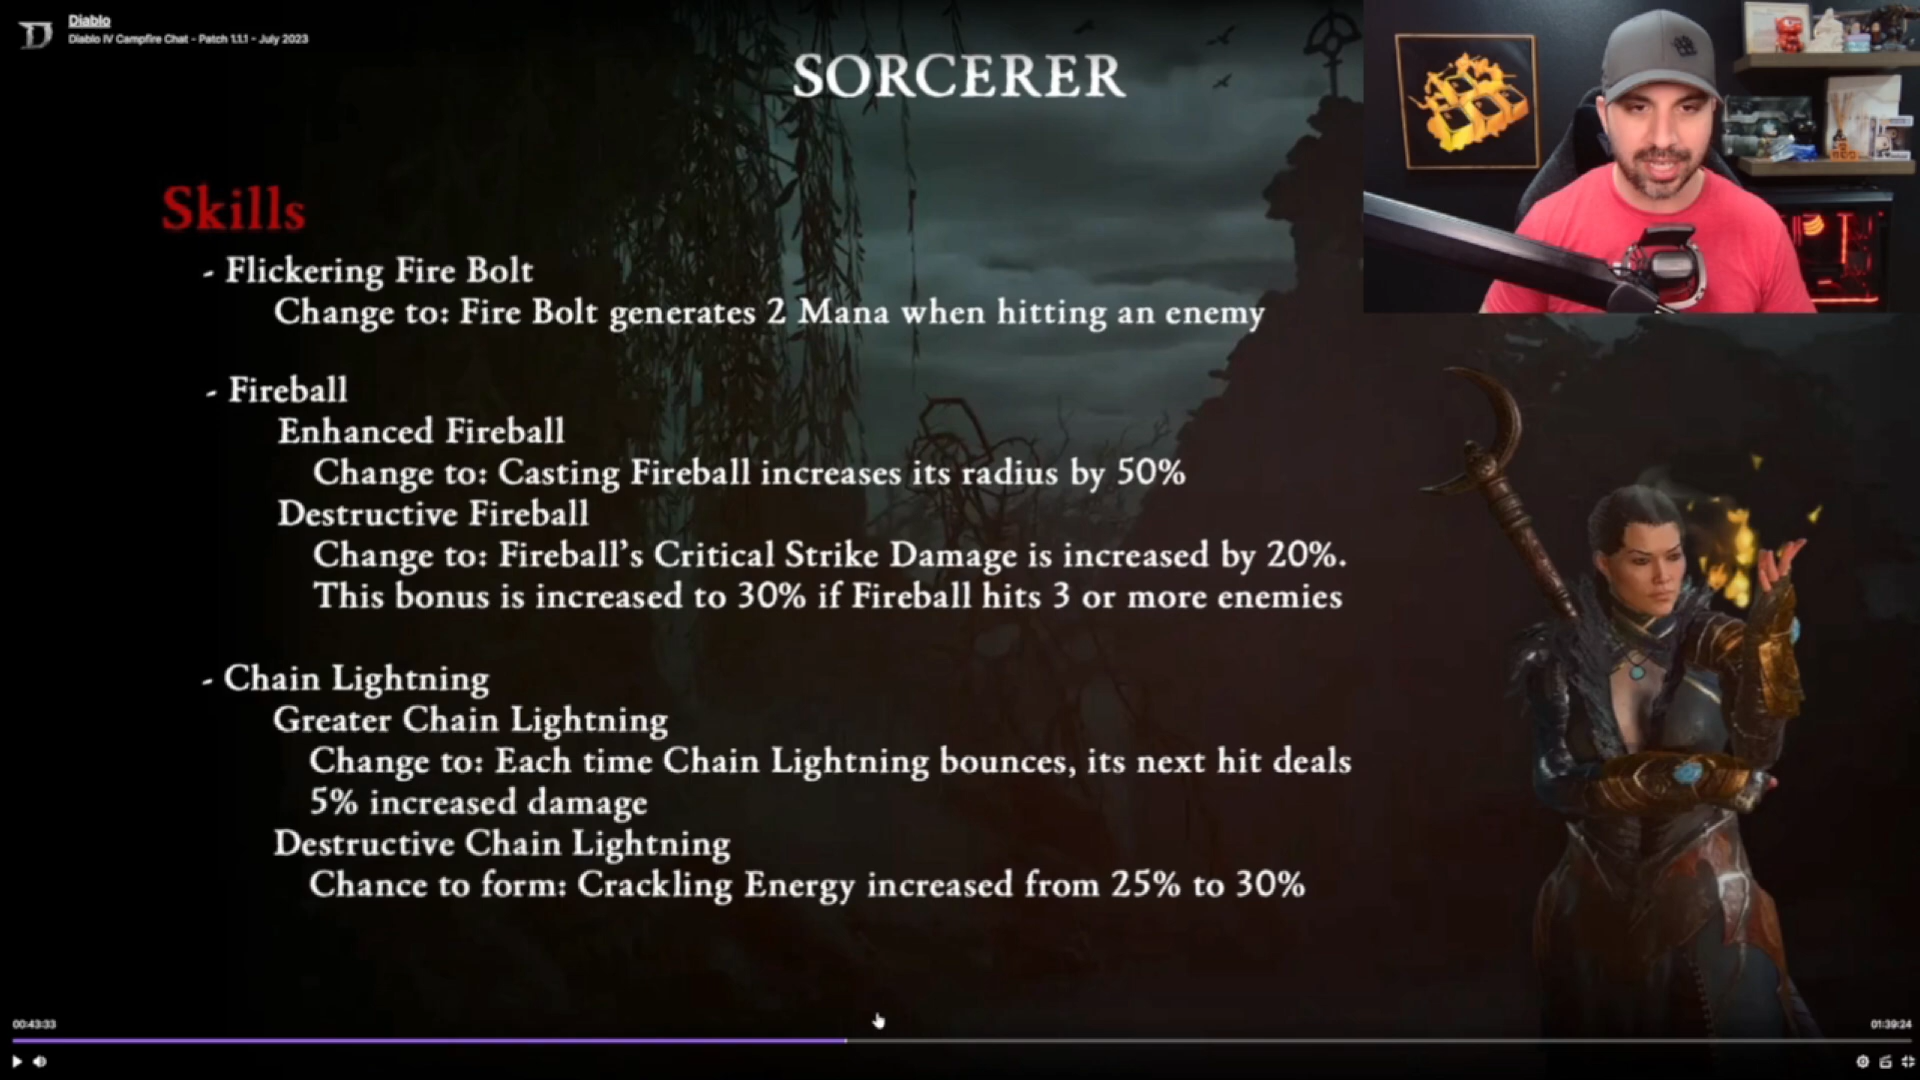 Diablo
Diablo IV Campfire Chat - Patch 1.1.1 - July 2023
SORCERER
Skills
- Flickering Fire Bolt
Change to: Fire Bolt generates 2 Mana when hitting an enemy
- Fireball
Enhanced Fireball
Change to: Casting Fireball increases its radius by 50%
Destructive Fireball
Change to: Fireball’s Critical Strike Damage is increased by 20%.
This bonus is increased to 30% if Fireball hits 3 or more enemies
- Chain Lightning
Greater Chain Lightning
Change to: Each time Chain Lightning bounces, its next hit deals
5% increased damage
Destructive Chain Lightning
Chance to form: Crackling Energy increased from 25% to 30%
00:43:33
01:39:24